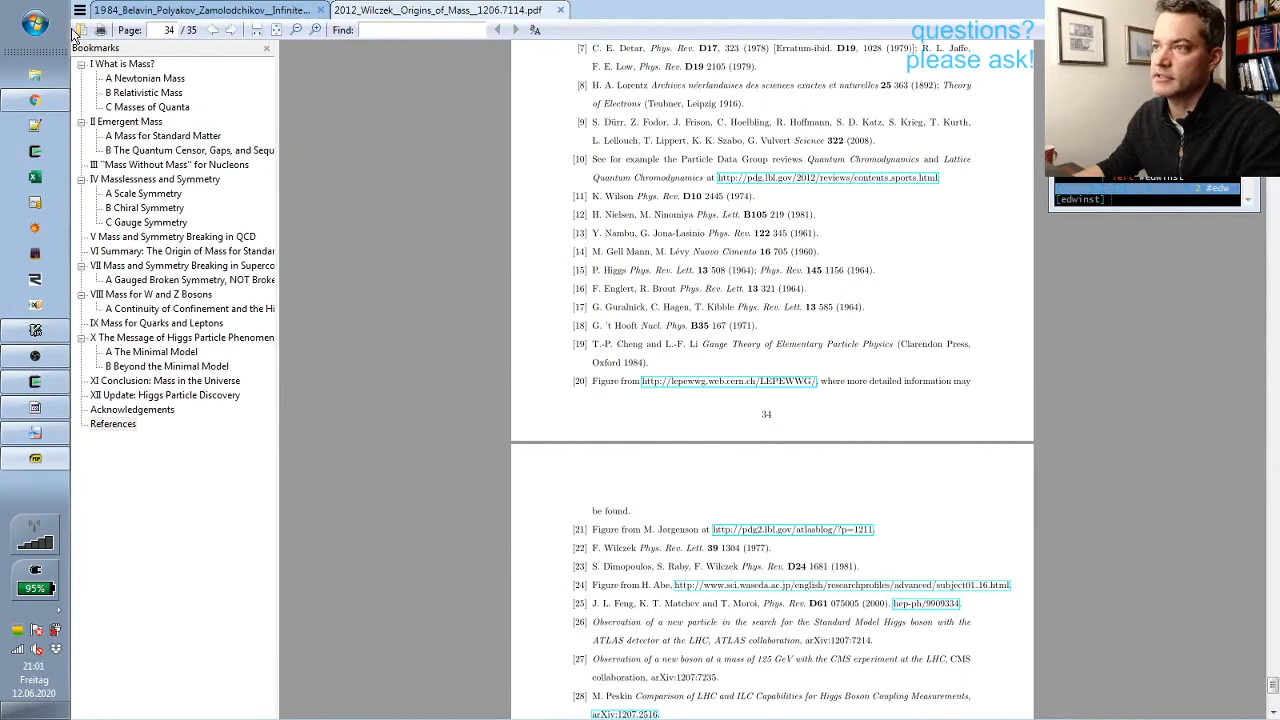 1984_Belavin_Polyakov_Zamolodchikov__Infinite...
2012_Wilczek__Origins_of_Mass_1206.7114.pdf
Page: 34 / 35
Find:
questions?
please ask!
Bookmarks
I What is Mass?
A Newtonian Mass
B Relativistic Mass
C Masses of Quanta
II Emergent Mass
A Mass for Standard Matter
B The Quantum Censor, Gaps, and Sequ
III "Mass Without Mass" for Nucleons
IV Masslessness and Symmetry
A Scale Symmetry
B Chiral Symmetry
C Gauge Symmetry
V Mass and Symmetry Breaking in QCD
VI Summary: The Origin of Mass for Standar
VII Mass and Symmetry Breaking in Superco
A Gauged Broken Symmetry, NOT Broke
VIII Mass for W and Z Bosons
A Continuity of Confinement and the Hi
IX Mass for Quarks and Leptons
X The Message of Higgs Particle Phenomen
A The Minimal Model
B Beyond the Minimal Model
XI Conclusion: Mass in the Universe
XII Update: Higgs Particle Discovery
Acknowledgements
References
[7] C. E. Detar, Phys. Rev. D17, 323 (1978) [Erratum-ibid. D19, 1028 (1979)]; R. L. Jaffe,
F. E. Low, Phys. Rev. D19 2105 (1979).
[8] H. A. Lorentz Archives néerlandaises des sciences exactes et naturelles 25 363 (1892); Theory
of Electrons (Teubner, Leipzig 1916).
[9] S. Dürr, Z. Fodor, J. Frison, C. Hoelbling, R. Hoffmann, S. D. Katz, S. Krieg, T. Kurth,
L. Lellouch, T. Lippert, K. K. Szabo, G. Vulvert Science 322 (2008).
[10] See for example the Particle Data Group reviews Quantum Chromodynamics and Lattice
Quantum Chromodynamcs at http://pdg.lbl.gov/2012/reviews/contents_sports.html.
[11] K. Wilson Phys. Rev. D10 2445 (1974).
[12] H. Nielsen, M. Ninomiya Phys. Lett. B105 219 (1981).
[13] Y. Nambu, G. Jona-Lasinio Phys. Rev. 122 345 (1961).
[14] M. Gell Mann, M. Lévy Nuovo Cimento 16 705 (1960).
[15] P. Higgs Phys. Rev. Lett. 13 508 (1964); Phys. Rev. 145 1156 (1964).
[16] F. Englert, R. Brout Phys. Rev. Lett. 13 321 (1964).
[17] G. Guralnick, C. Hagen, T. Kibble Phys. Rev. Lett. 13 585 (1964).
[18] G. 't Hooft Nucl. Phys. B35 167 (1971).
[19] T.-P. Cheng and L.-F. Li Gauge Theory of Elementary Particle Physics (Clarendon Press,
Oxford 1984).
[20] Figure from http://lepewwg.web.cern.ch/LEPEWWG/, where more detailed information may
34
be found.
[21] Figure from M. Jørgenson at http://pdg2.lbl.gov/atlasblog/?p=1211.
[22] F. Wilczek Phys. Rev. Lett. 39 1304 (1977).
[23] S. Dimopoulos, S. Raby, F. Wilczek Phys. Rev. D24 1681 (1981).
[24] Figure from H. Abe, http://www.sci.waseda.ac.jp/english/researchprofiles/advanced/subject01_16.html.
[25] J. L. Feng, K. T. Matchev and T. Moroi, Phys. Rev. D61 075005 (2000). hep-ph/9909334.
[26] Observation of a new particle in the search for the Standard Model Higgs boson with the
ATLAS detector at the LHC, ATLAS collaboration, arXiv:1207:7214.
[27] Observation of a new boson at a mass of 125 GeV with the CMS experiment at the LHC, CMS
collaboration, arXiv:1207:7235.
[28] M. Peskin Comparison of LHC and ILC Capabilities for Higgs Boson Coupling Measurements,
arXiv:1207.2516.
left #edwinst
2 #edw
[edwinst]
95%
21:01
Freitag
12.06.2020